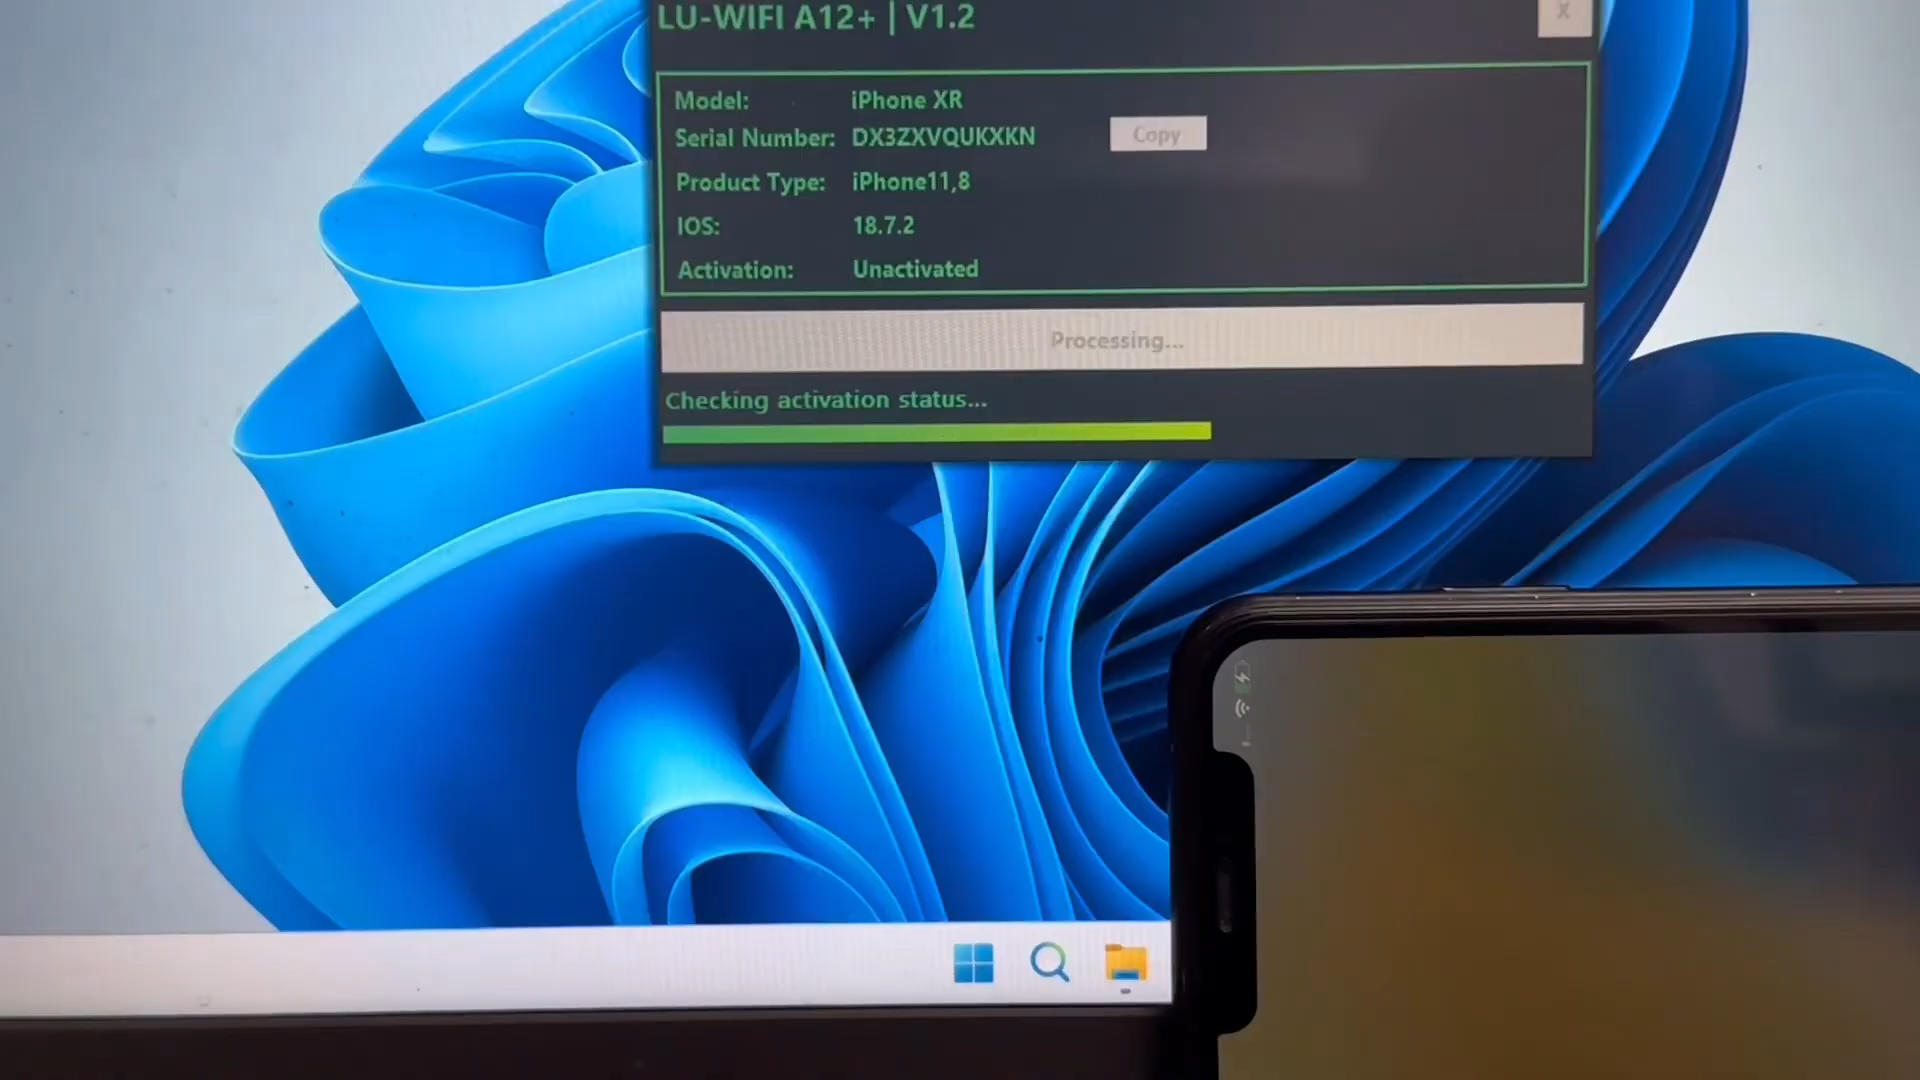 LU-WIFI A12+ | V1.2
X
Model: iPhone XR
Serial Number: DX3ZXVQUKXKN Copy
Product Type: iPhone11,8
IOS: 18.7.2
Activation: Unactivated
Processing...
Checking activation status...